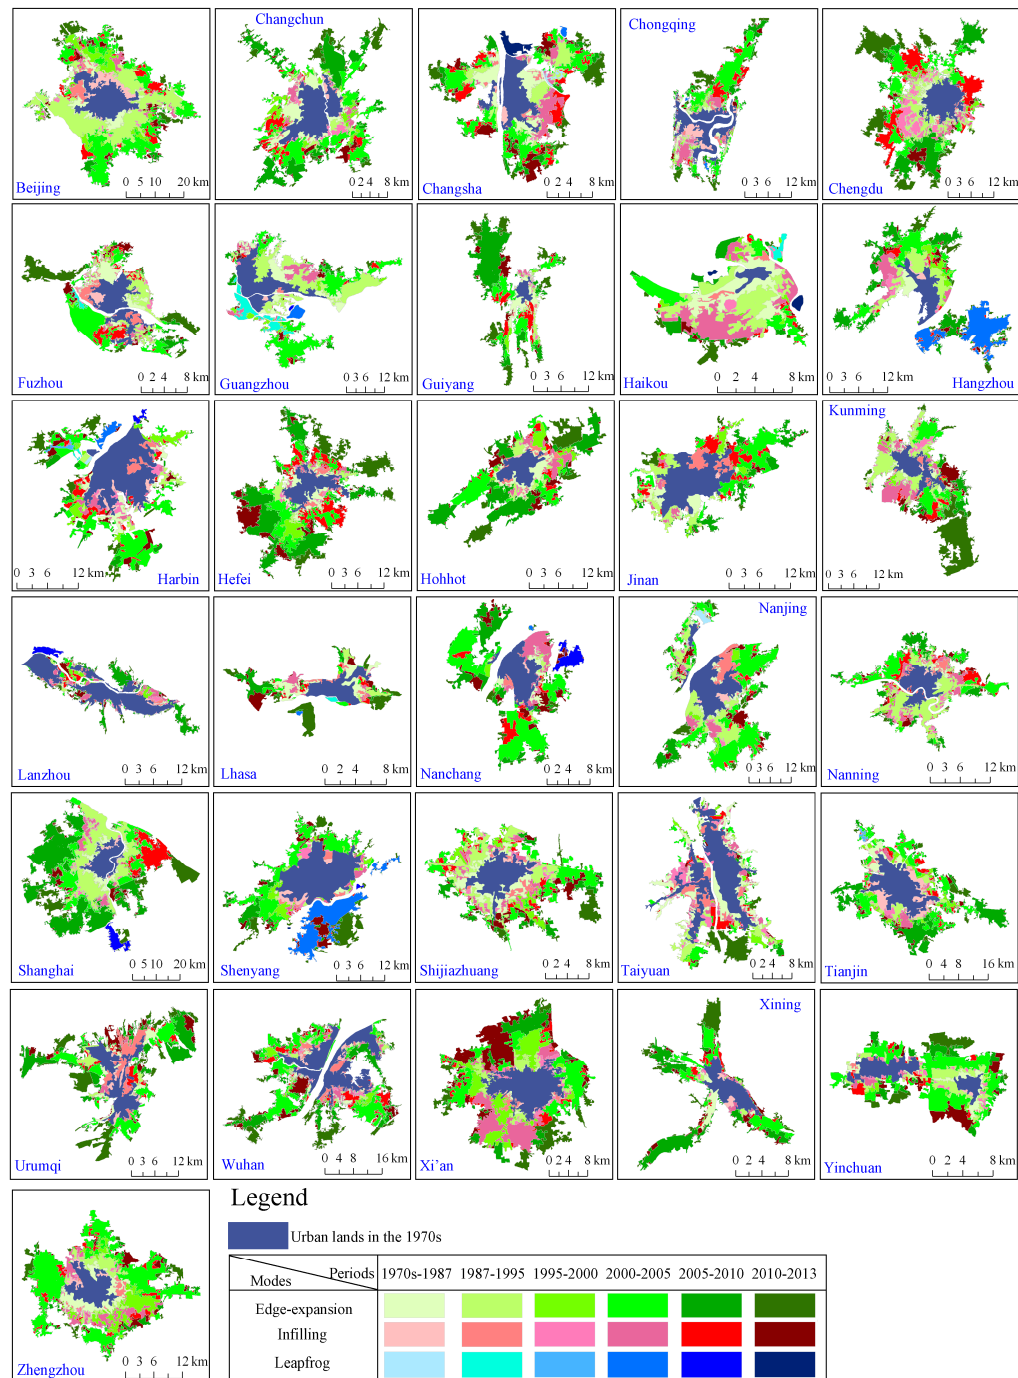 Beijing
0 5 10 20 km
Changchun
0 2 4 8 km
Changsha
0 2 4 8 km
Chongqing
0 3 6 12 km
Chengdu
0 3 6 12 km
Fuzhou
0 2 4 8 km
Guangzhou
0 3 6 12 km
Guiyang
0 3 6 12 km
Haikou
0 2 4 8 km
Hangzhou
0 3 6 12 km
Harbin
0 3 6 12 km
Hefei
0 3 6 12 km
Hohhot
0 3 6 12 km
Jinan
0 3 6 12 km
Kunming
0 3 6 12 km
Lanzhou
0 3 6 12 km
Lhasa
0 2 4 8 km
Nanchang
0 2 4 8 km
Nanjing
0 3 6 12 km
Nanning
0 3 6 12 km
Shanghai
0 5 10 20 km
Shenyang
0 3 6 12 km
Shijiazhuang
0 2 4 8 km
Taiyuan
0 2 4 8 km
Tianjin
0 4 8 16 km
Urumqi
0 3 6 12 km
Wuhan
0 4 8 16 km
Xi'an
0 2 4 8 km
Xining
0 2 4 8 km
Yinchuan
0 2 4 8 km
Zhengzhou
0 3 6 12 km
Legend
Urban lands in the 1970s
Modes Periods 1970s-1987 1987-1995 1995-2000 2000-2005 2005-2010 2010-2013
Edge-expansion
Infilling
Leapfrog